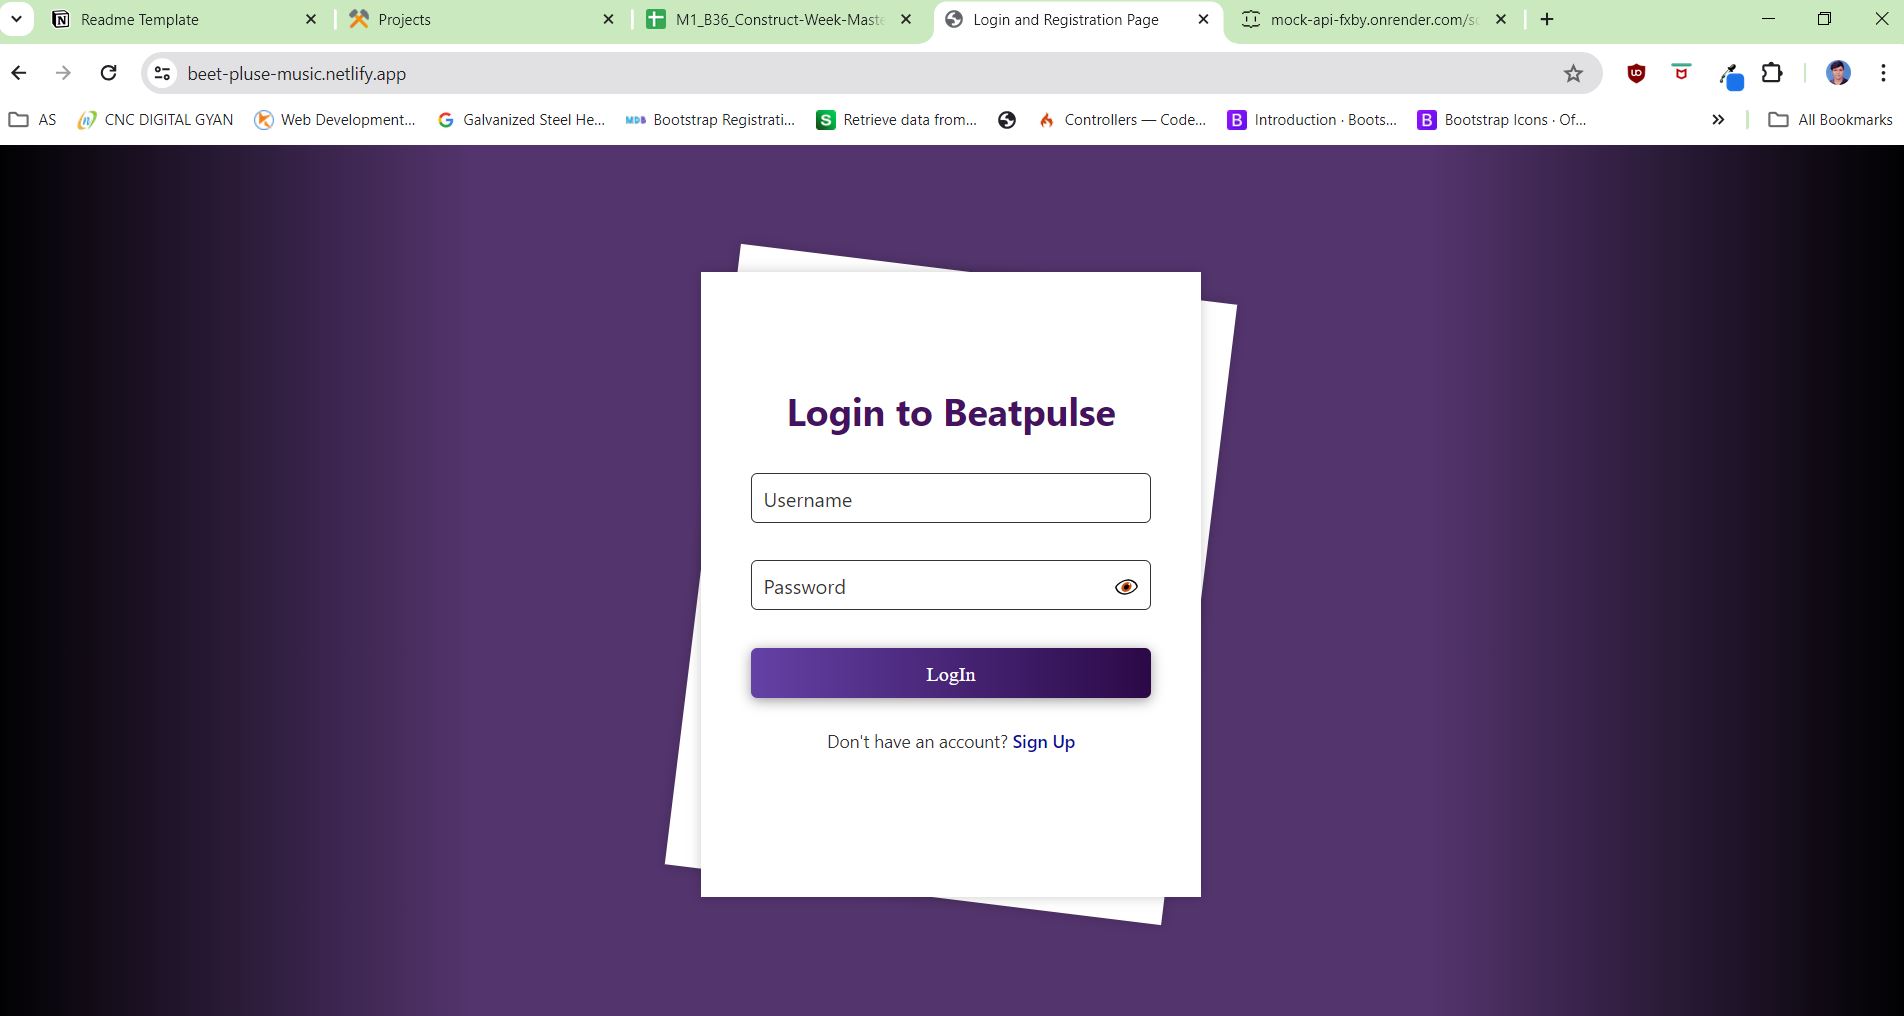 Readme Template
Projects
M1_B36_Construct-Week-Maste
Login and Registration Page
mock-api-fxby.onrender.com/so
beet-pluse-music.netlify.app
AS
CNC DIGITAL GYAN
Web Development...
Galvanized Steel He...
MDB
Bootstrap Registrati...
S
Retrieve data from...
Controllers — Code...
B
Introduction · Boots...
B
Bootstrap Icons · Of...
All Bookmarks
Login to Beatpulse
Username
Password
LogIn
Don't have an account? Sign Up